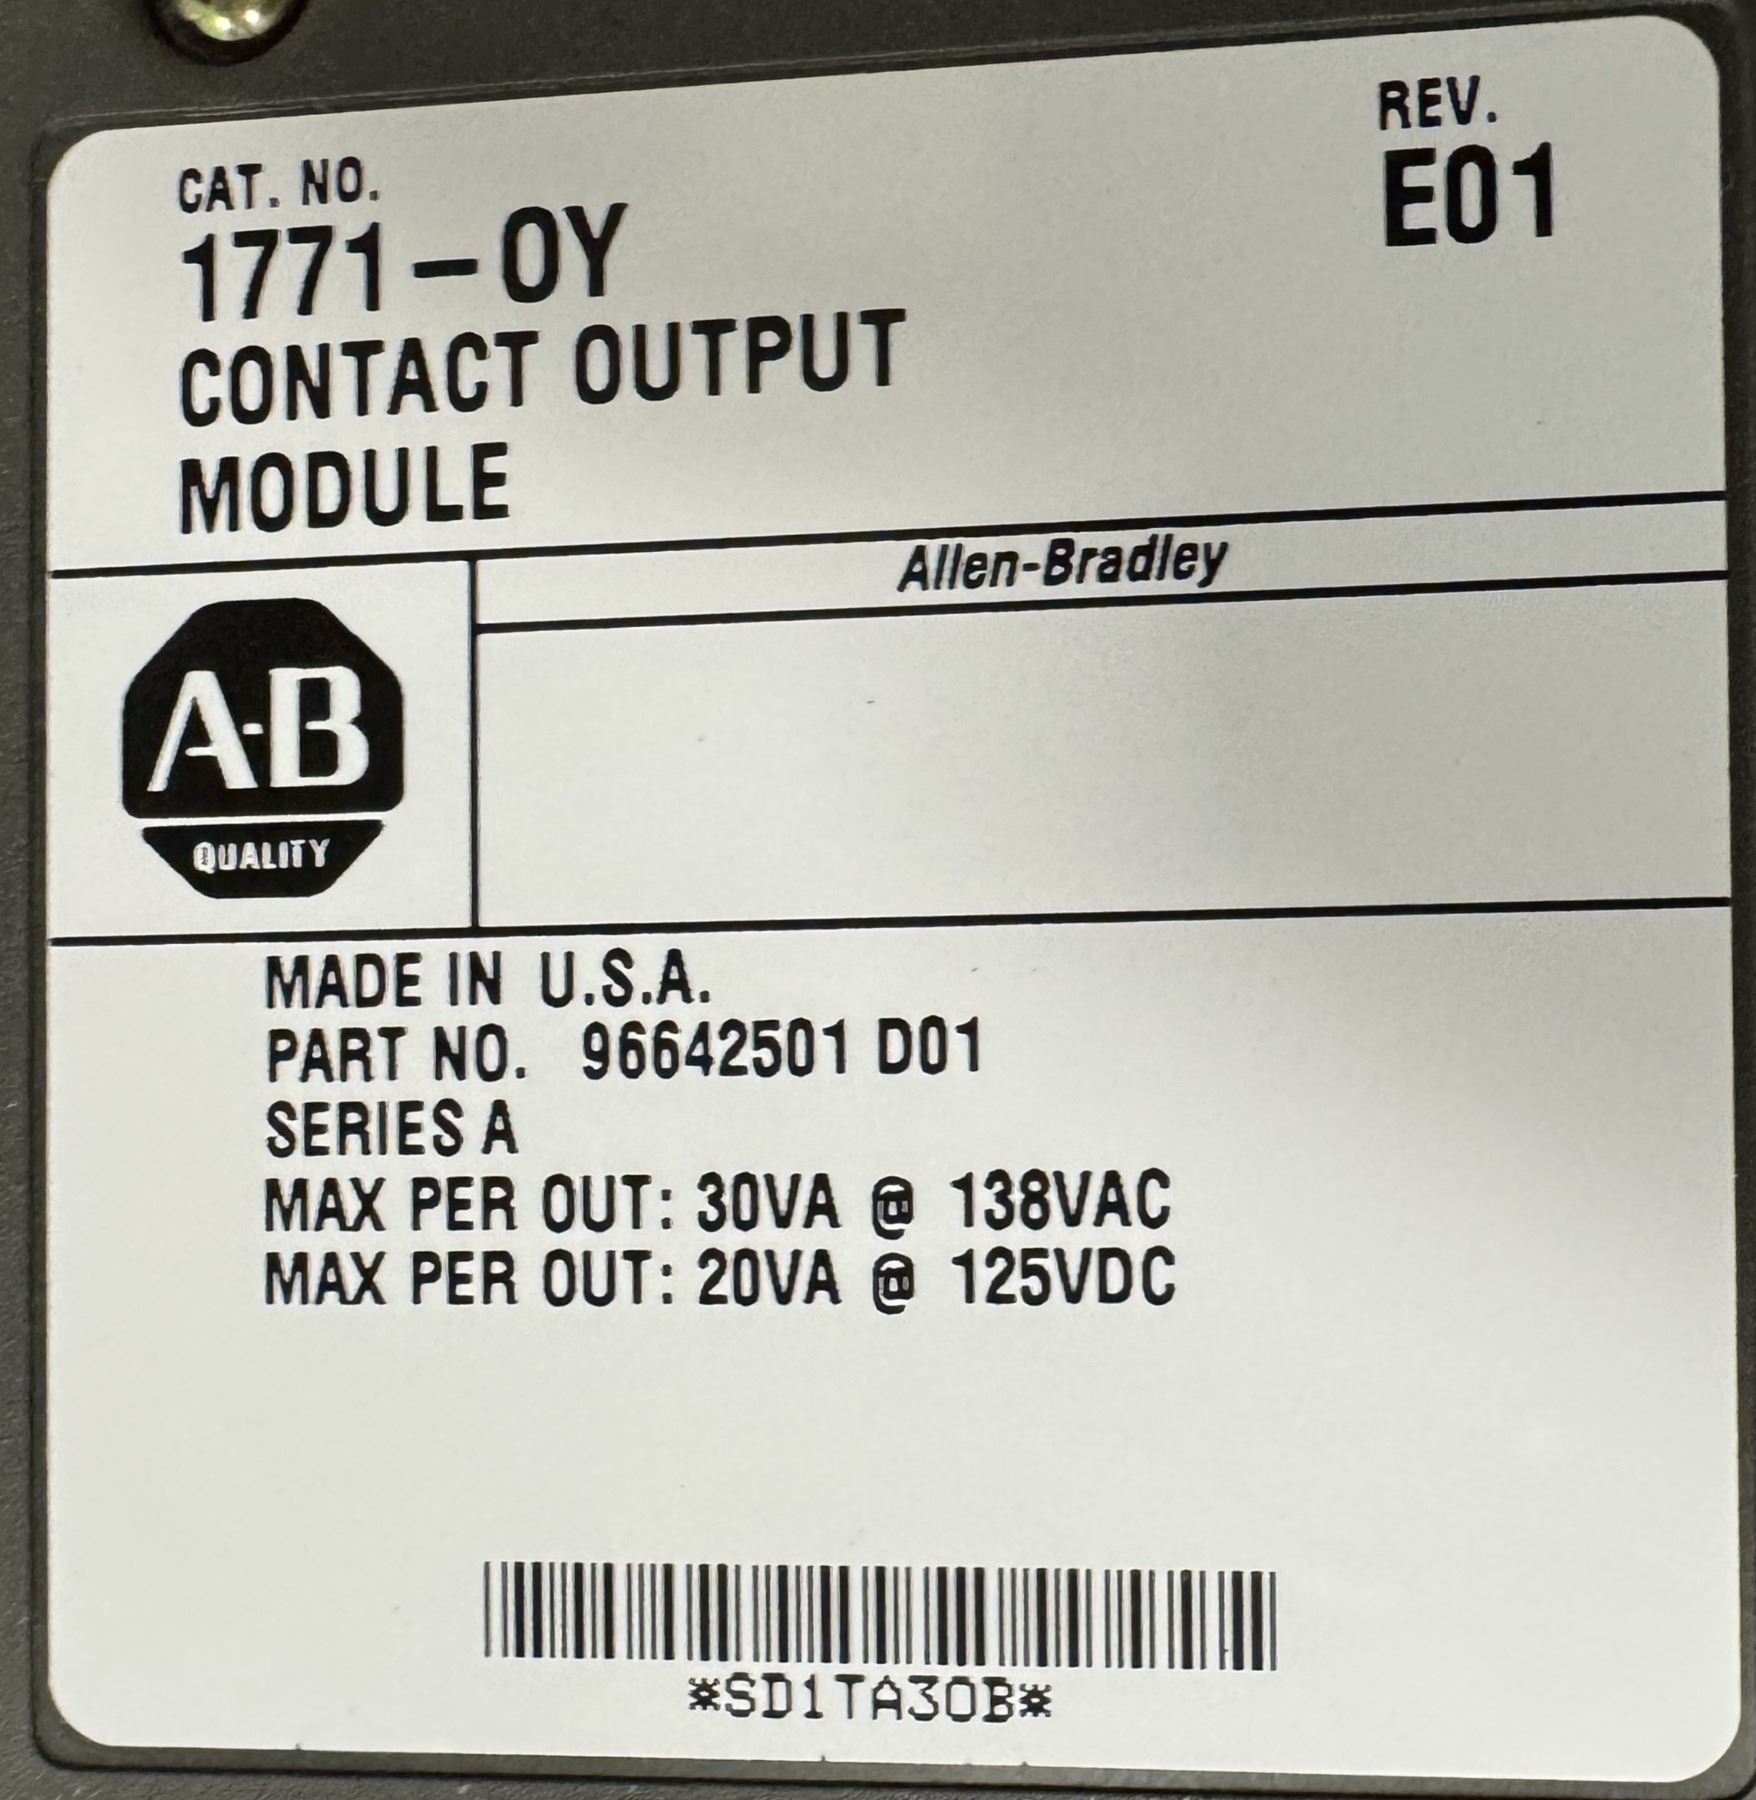 CAT. NO.
REV.
1771-OY
E01
CONTACT OUTPUT
MODULE
Allen-Bradley
A-B
QUALITY
MADE IN U.S.A.
PART NO. 96642501 D01
SERIES A
MAX PER OUT: 30VA @ 138VAC
MAX PER OUT: 20VA @ 125VDC
*SD1TA30B*